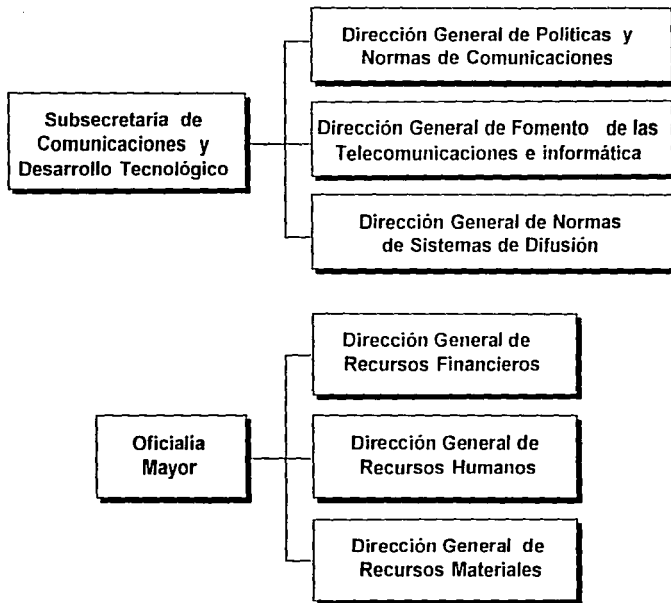 Dirección General de Políticas y
Normas de Comunicaciones
Subsecretaría de
Comunicaciones y
Desarrollo Tecnológico
Dirección General de Fomento de las
Telecomunicaciones e informática
Dirección General de Normas
de Sistemas de Difusión
Dirección General de
Recursos Financieros
Oficialia
Mayor
Dirección General de
Recursos Humanos
Dirección General de
Recursos Materiales